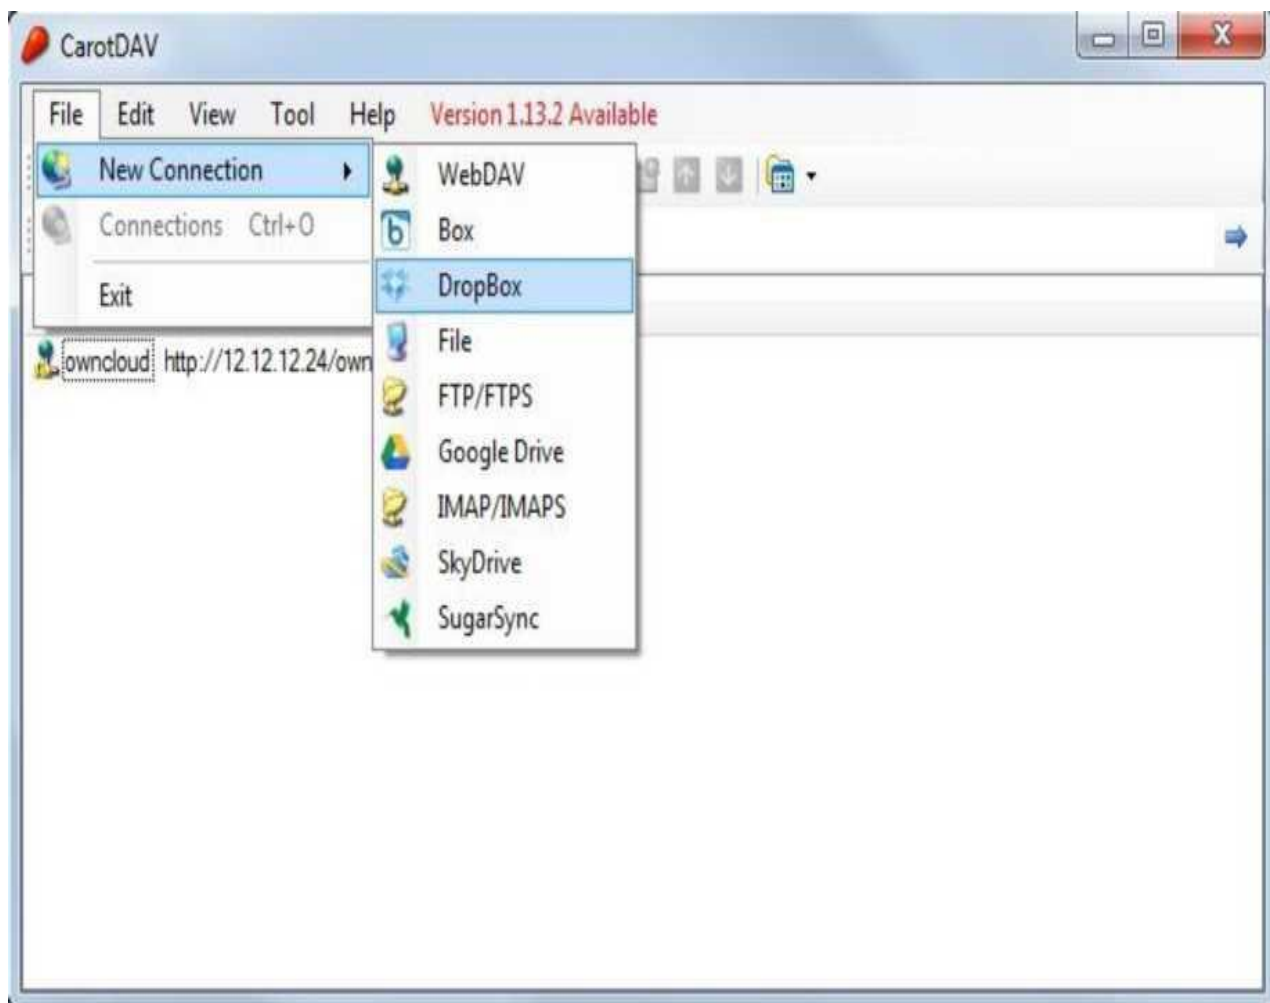 CarotDAV
File Edit View Tool Help Version 1.13.2 Available
New Connection
Connections Ctrl+O
Exit
WebDAV
Box
DropBox
File
FTP/FTPS
Google Drive
IMAP/IMAPS
SkyDrive
SugarSync
owncloud http://12.12.12.24/own